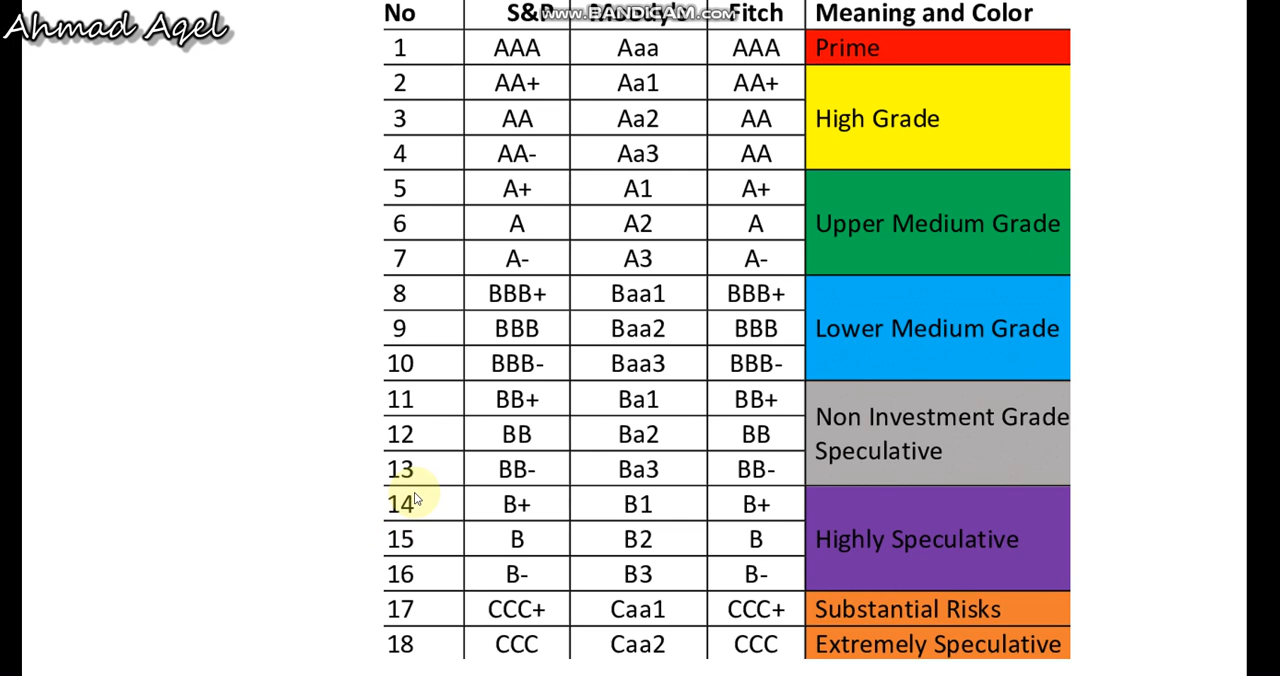 Ahmad Aqel
www.BANDICAM.com
No S&P Moody's Fitch Meaning and Color
1 AAA Aaa AAA Prime
2 AA+ Aa1 AA+
3 AA Aa2 AA High Grade
4 AA- Aa3 AA
5 A+ A1 A+
6 A A2 A Upper Medium Grade
7 A- A3 A-
8 BBB+ Baa1 BBB+
9 BBB Baa2 BBB Lower Medium Grade
10 BBB- Baa3 BBB-
11 BB+ Ba1 BB+ Non Investment Grade
12 BB Ba2 BB Speculative
13 BB- Ba3 BB-
14 B+ B1 B+
15 B B2 B Highly Speculative
16 B- B3 B-
17 CCC+ Caa1 CCC+ Substantial Risks
18 CCC Caa2 CCC Extremely Speculative